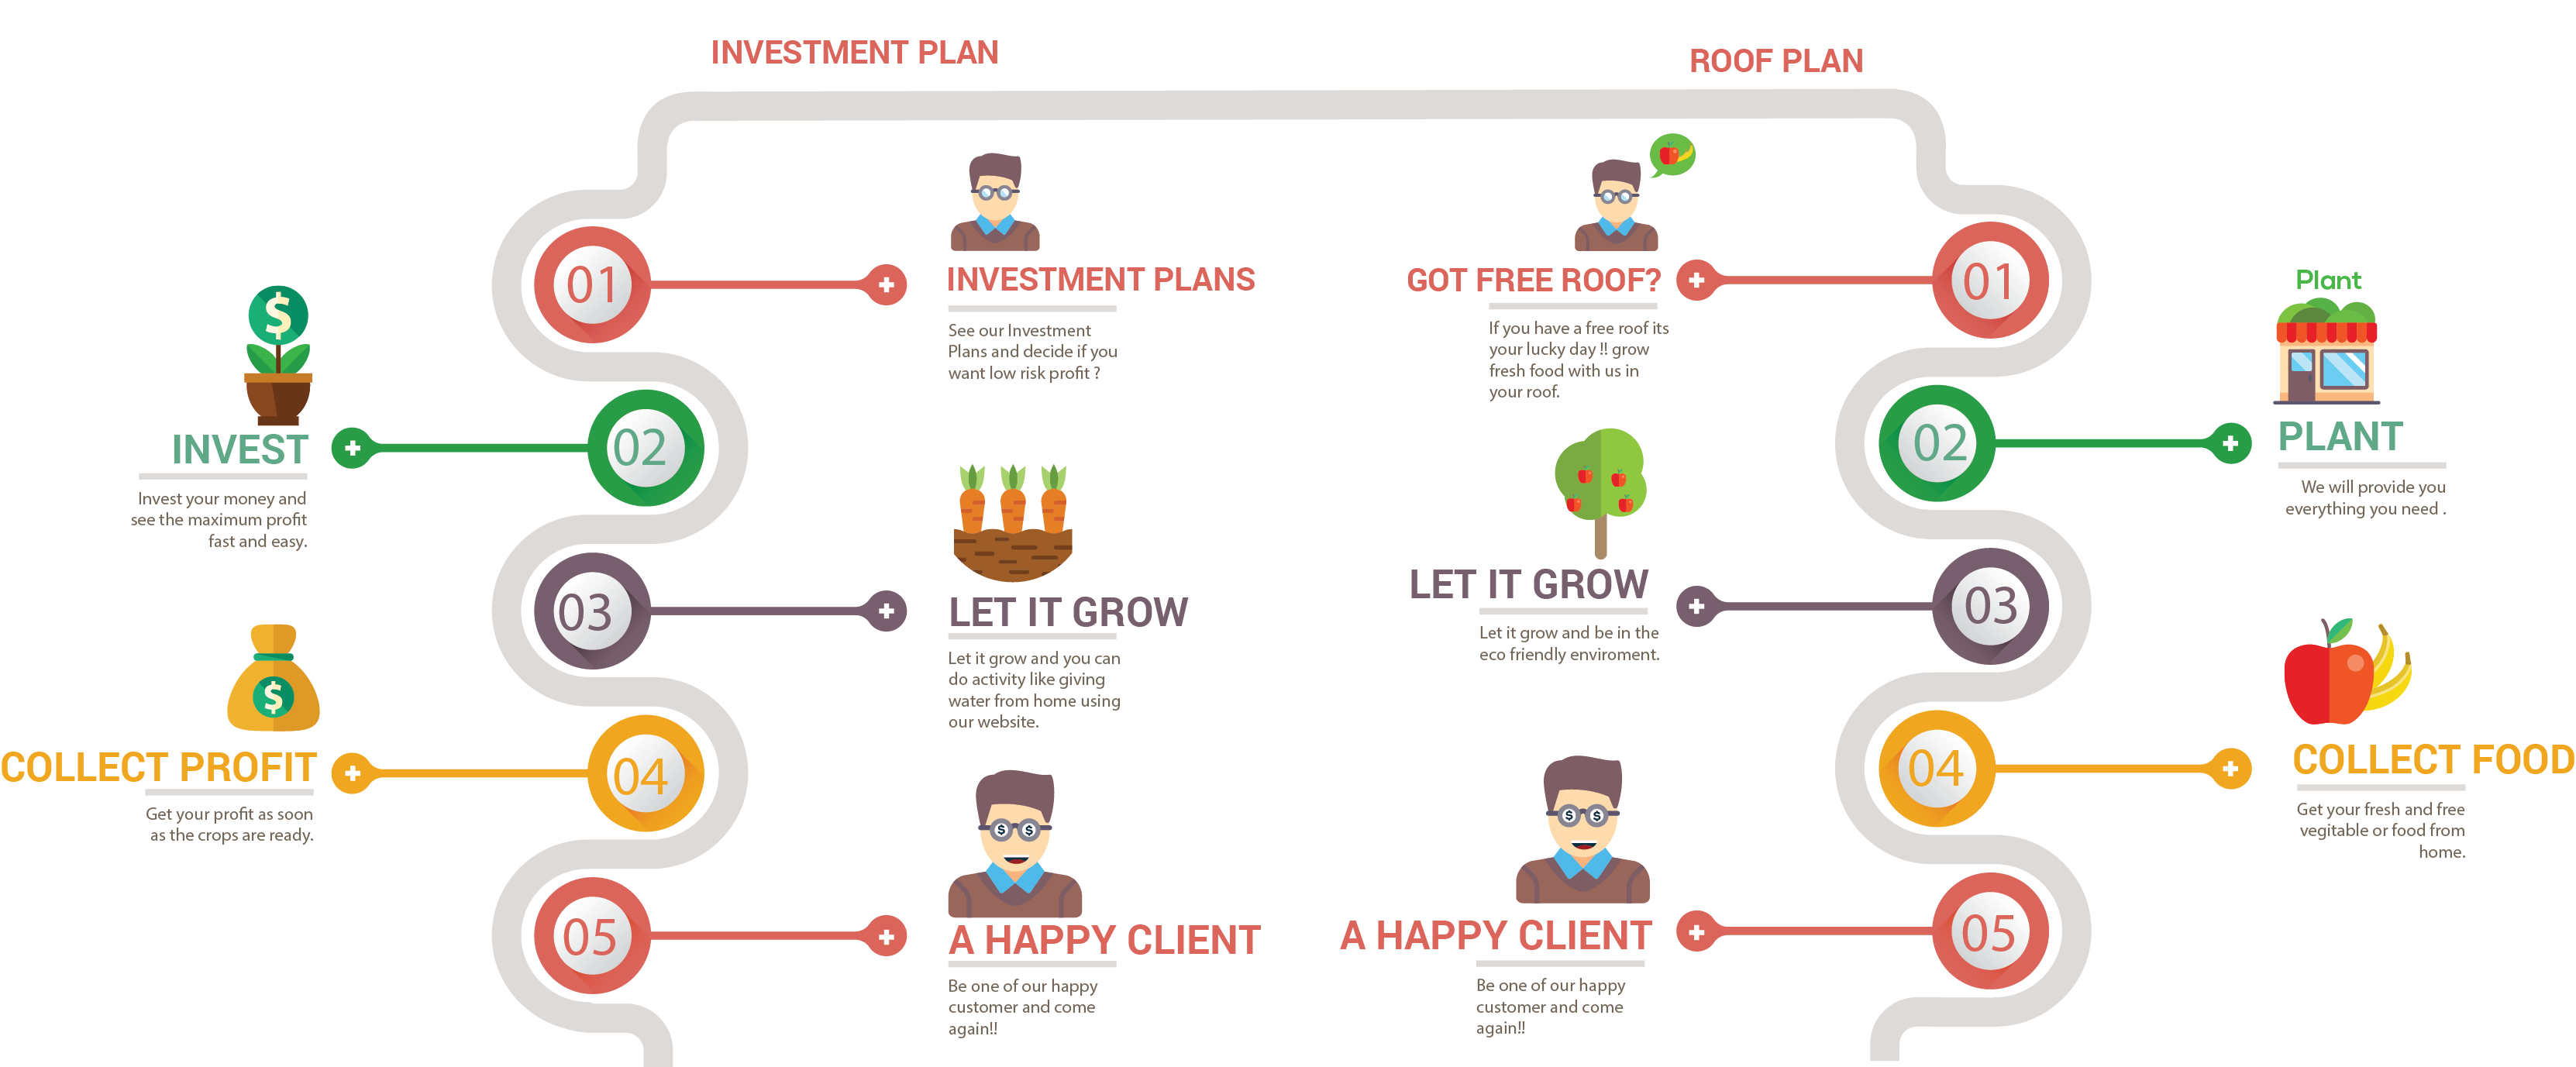 INVESTMENT PLAN
01
INVESTMENT PLANS
See our Investment
Plans and decide if you
want low risk profit ?
$
02
INVEST
Invest your money and
see the maximum profit
fast and easy.
03
LET IT GROW
Let it grow and you can
do activity like giving
water from home using
our website.
$
04
COLLECT PROFIT
Get your profit as soon
as the crops are ready.
$ $
05
A HAPPY CLIENT
Be one of our happy
customer and come
again!!
ROOF PLAN
01
GOT FREE ROOF?
If you have a free roof its
your lucky day !! grow
fresh food with us in
your roof.
Plant
02
PLANT
We will provide you
everything you need .
03
LET IT GROW
Let it grow and be in the
eco friendly enviroment.
04
COLLECT FOOD
Get your fresh and free
vegitable or food from
home.
$ $
05
A HAPPY CLIENT
Be one of our happy
customer and come
again!!